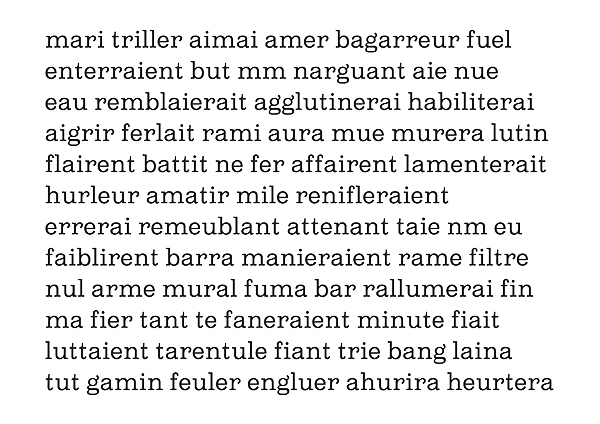 mari triller aimai amer bagarreur fuel
enterraient but mm narguant aie nue
eau remblaierait agglutinerai habiliterai
aigrir ferlait rami aura mue murera lutin
flairent battit ne fer affairent lamenterait
hurleur amatir mile renifleraient
errerai remeublant attenant taie nm eu
faiblirent barra manieraient rame filtre
nul arme mural fuma bar rallumerai fin
ma fier tant te faneraient minute fiait
luttaient tarentule fiant trie bang laina
tut gamin feuler engluer ahurira heurtera